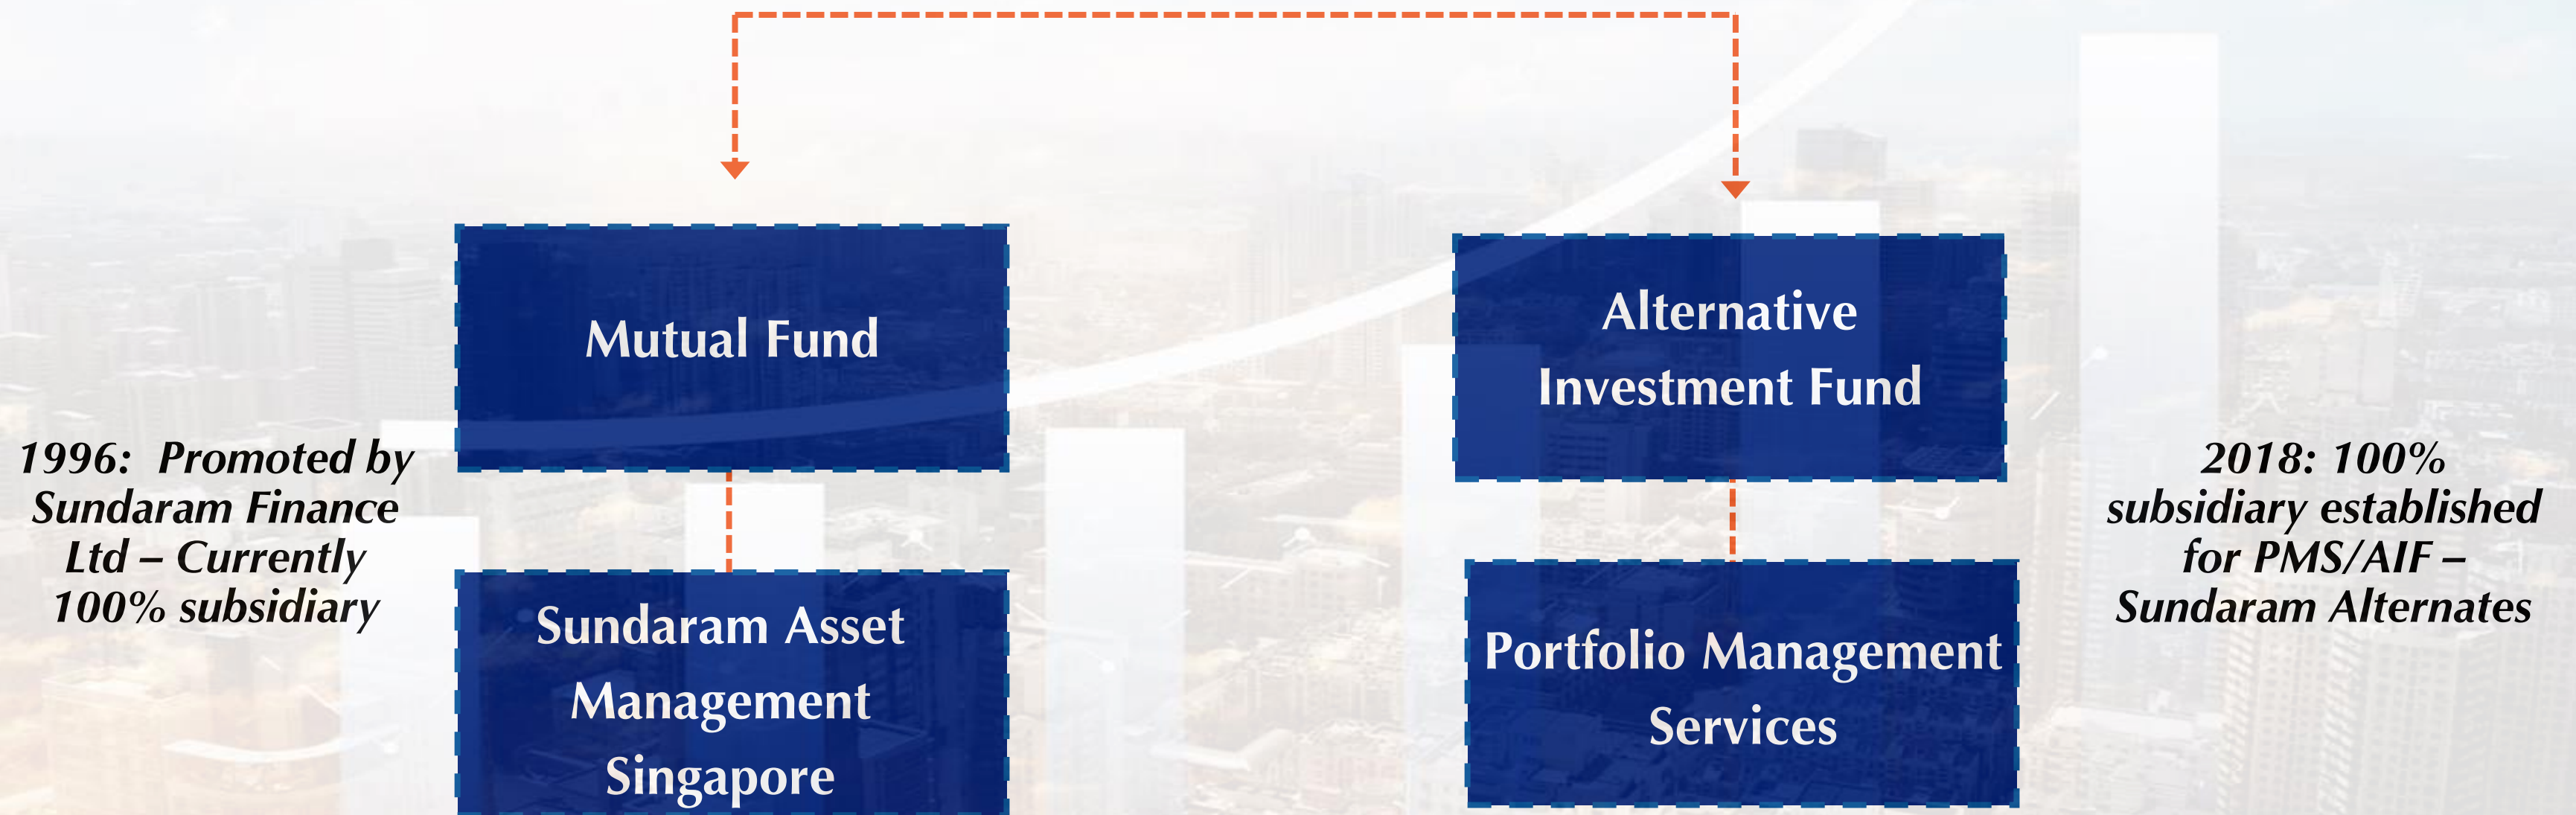 Mutual Fund
Alternative
Investment Fund
1996: Promoted by
Sundaram Finance
Ltd – Currently
100% subsidiary
2018: 100%
subsidiary established
for PMS/AIF –
Sundaram Alternates
Sundaram Asset
Management
Singapore
Portfolio Management
Services